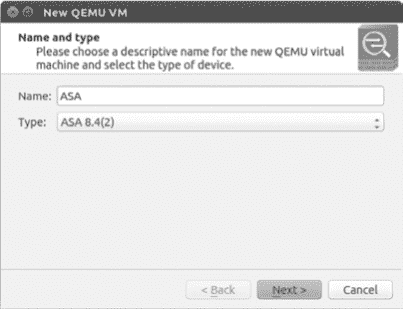 New QEMU VM
Name and type
Please choose a descriptive name for the new QEMU virtual
machine and select the type of device.
Name: ASA
Type: ASA 8.4(2)
< Back Next > Cancel